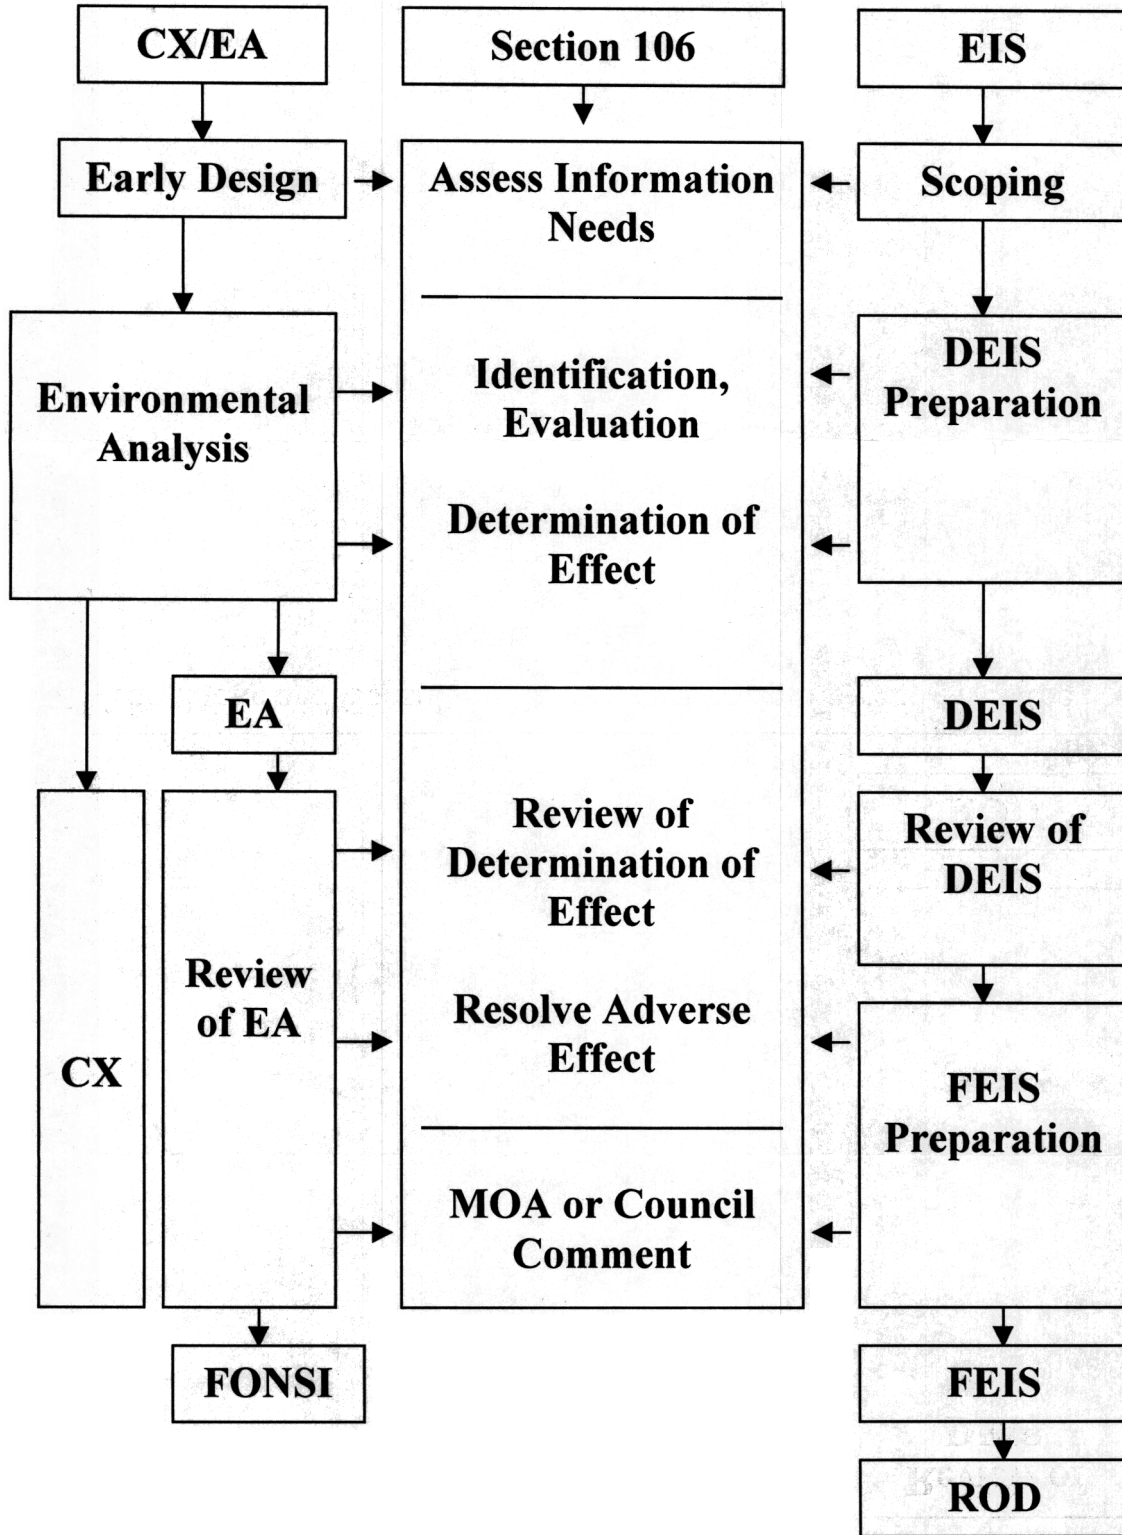 CX/EA
Section 106
EIS
Early Design
Assess Information
Needs
Scoping
Environmental
Analysis
Identification,
Evaluation
Determination of
Effect
DEIS
Preparation
EA
DEIS
CX
Review
of EA
Review of
Determination of
Effect
Resolve Adverse
Effect
MOA or Council
Comment
Review of
DEIS
FEIS
Preparation
FONSI
FEIS
ROD